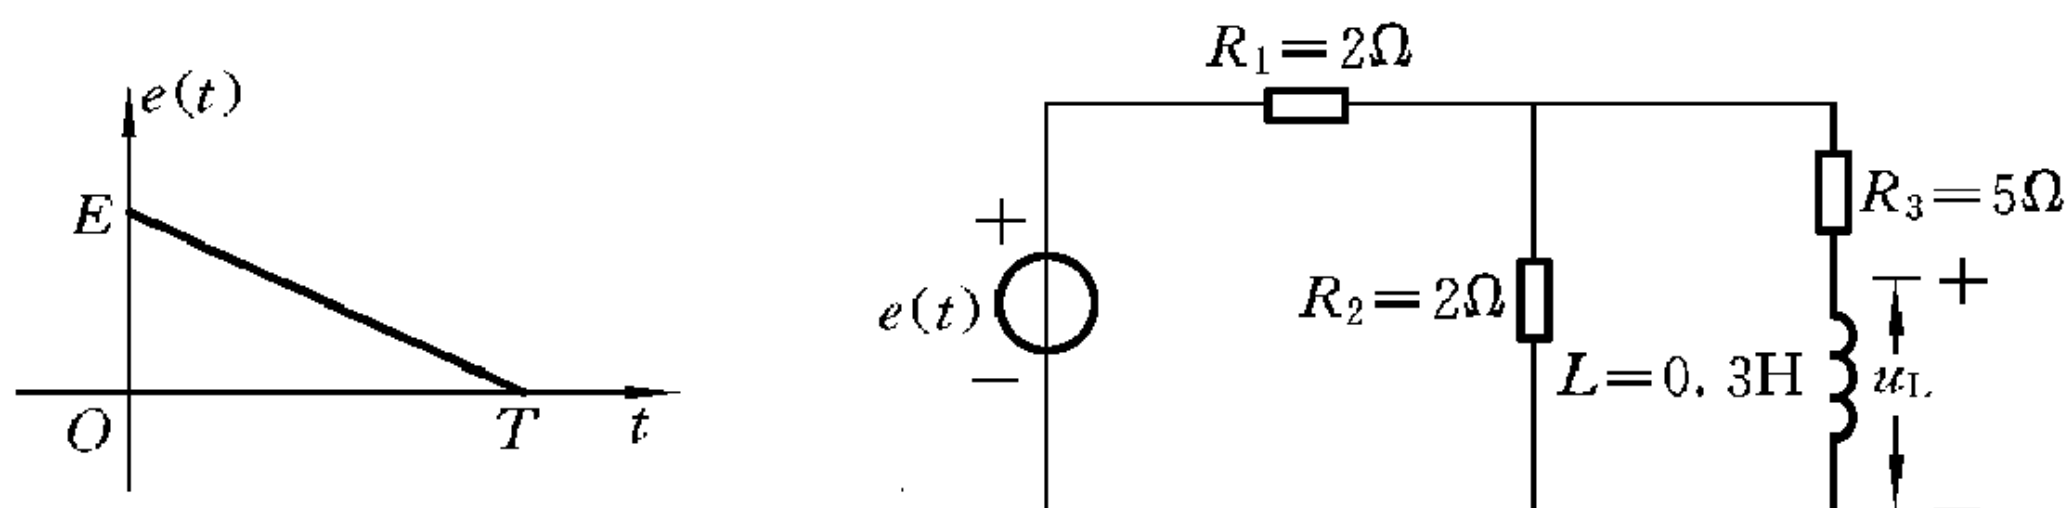 e(t)
E
O
T
t
R₁=2Ω
+
e(t)
−
R₂=2Ω
R₃=5Ω
+
L=0.3H
u_L
−